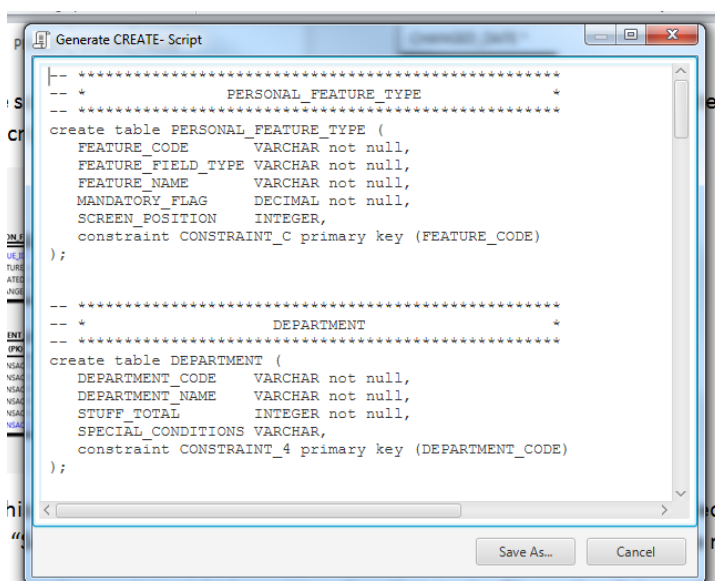 Generate CREATE- Script
-- *****************************************************
-- * PERSONAL_FEATURE_TYPE *
-- *****************************************************
create table PERSONAL_FEATURE_TYPE (
FEATURE_CODE VARCHAR not null,
FEATURE_FIELD_TYPE VARCHAR not null,
FEATURE_NAME VARCHAR not null,
MANDATORY_FLAG DECIMAL not null,
SCREEN_POSITION INTEGER,
constraint CONSTRAINT_C primary key (FEATURE_CODE)
);
-- *****************************************************
-- * DEPARTMENT *
-- *****************************************************
create table DEPARTMENT (
DEPARTMENT_CODE VARCHAR not null,
DEPARTMENT_NAME VARCHAR not null,
STUFF_TOTAL INTEGER not null,
SPECIAL_CONDITIONS VARCHAR,
constraint CONSTRAINT_4 primary key (DEPARTMENT_CODE)
);
Save As... Cancel